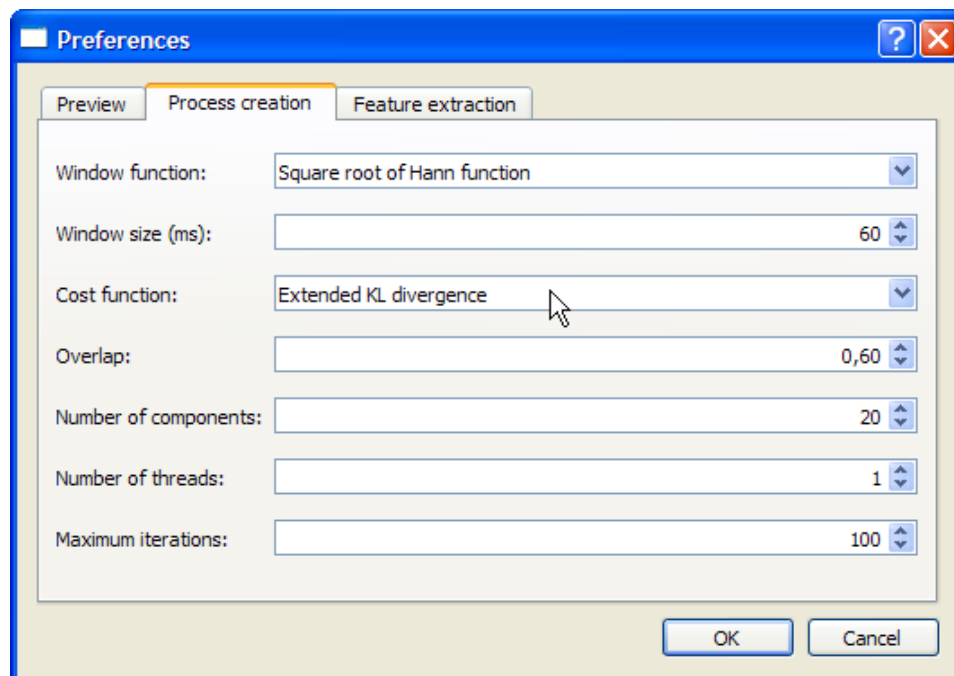 Preferences
Preview Process creation Feature extraction
Window function: Square root of Hann function
Window size (ms): 60
Cost function: Extended KL divergence
Overlap: 0,60
Number of components: 20
Number of threads: 1
Maximum iterations: 100
OK Cancel